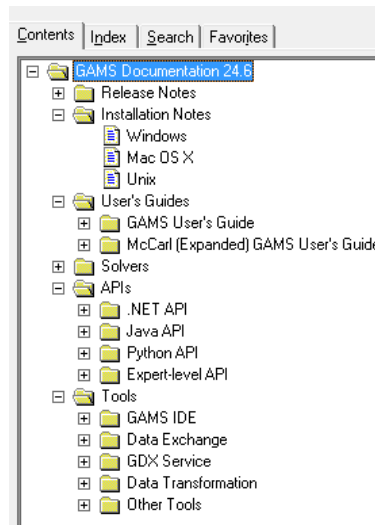 Contents Index Search Favorites
GAMS Documentation 24.6
Release Notes
Installation Notes
Windows
Mac OS X
Unix
User's Guides
GAMS User's Guide
McCarl (Expanded) GAMS User's Guide
Solvers
APIs
.NET API
Java API
Python API
Expert-level API
Tools
GAMS IDE
Data Exchange
GDX Service
Data Transformation
Other Tools